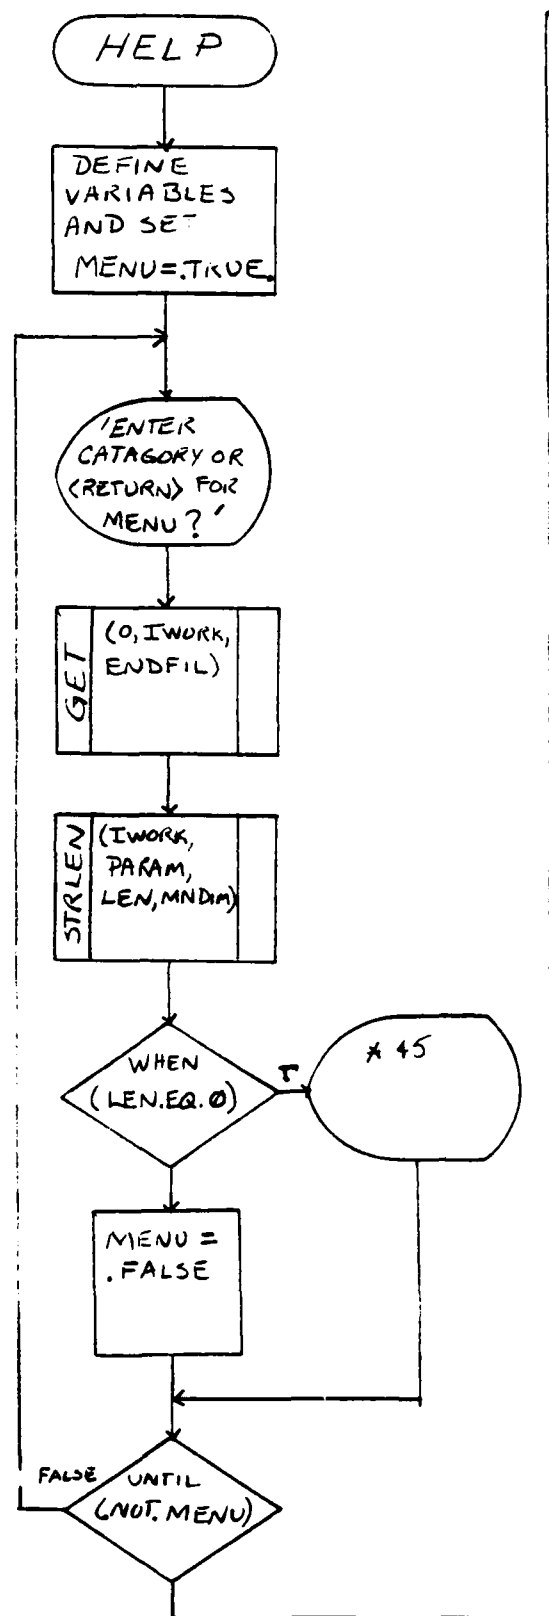 HELP
DEFINE
VARIABLES
AND SET
MENU=.TRUE.
'ENTER
CATAGORY OR
<RETURN> FOR
MENU?'
GET
(0, IWORK,
ENDFIL)
STRLEN
(IWORK,
PARAM,
LEN, MNDIM)
WHEN
(LEN.EQ.0)
T
* 45
MENU =
.FALSE
FALSE
UNTIL
(.NOT.MENU)